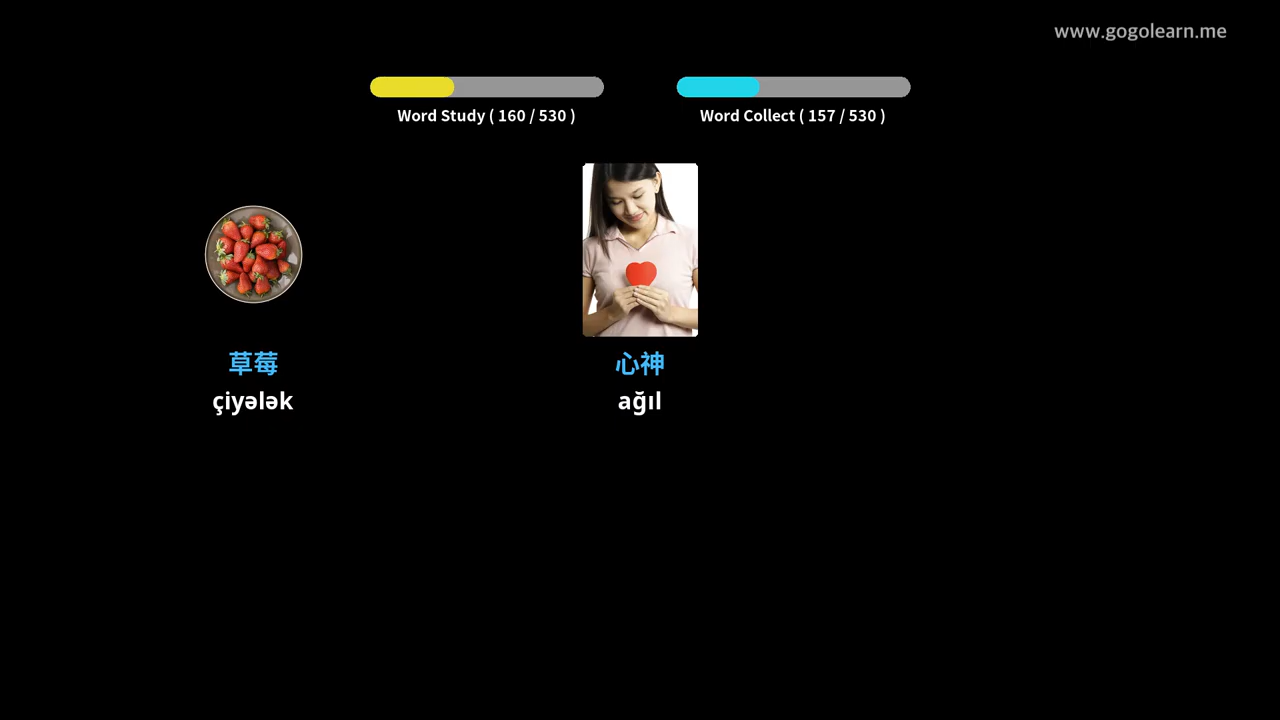 www.gogolearn.me
Word Study ( 160 / 530 )
Word Collect ( 157 / 530 )
草莓
çiyələk
心神
ağıl